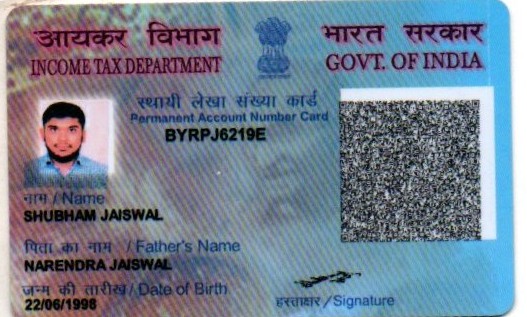 आयकर विभाग
INCOME TAX DEPARTMENT
भारत सरकार
GOVT. OF INDIA
स्थायी लेखा संख्या कार्ड
Permanent Account Number Card
BYRPJ6219E
नाम / Name
SHUBHAM JAISWAL
पिता का नाम / Father's Name
NARENDRA JAISWAL
जन्म की तारीख / Date of Birth
22/06/1998
हस्ताक्षर / Signature